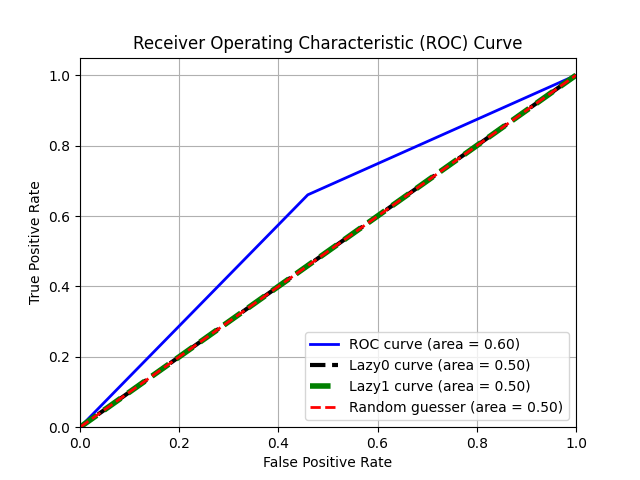 Receiver Operating Characteristic (ROC) Curve
True Positive Rate
1.0
0.8
0.6
0.4
0.2
0.0
ROC curve (area = 0.60)
Lazy0 curve (area = 0.50)
Lazy1 curve (area = 0.50)
Random guesser (area = 0.50)
0.0 0.2 0.4 0.6 0.8 1.0
False Positive Rate